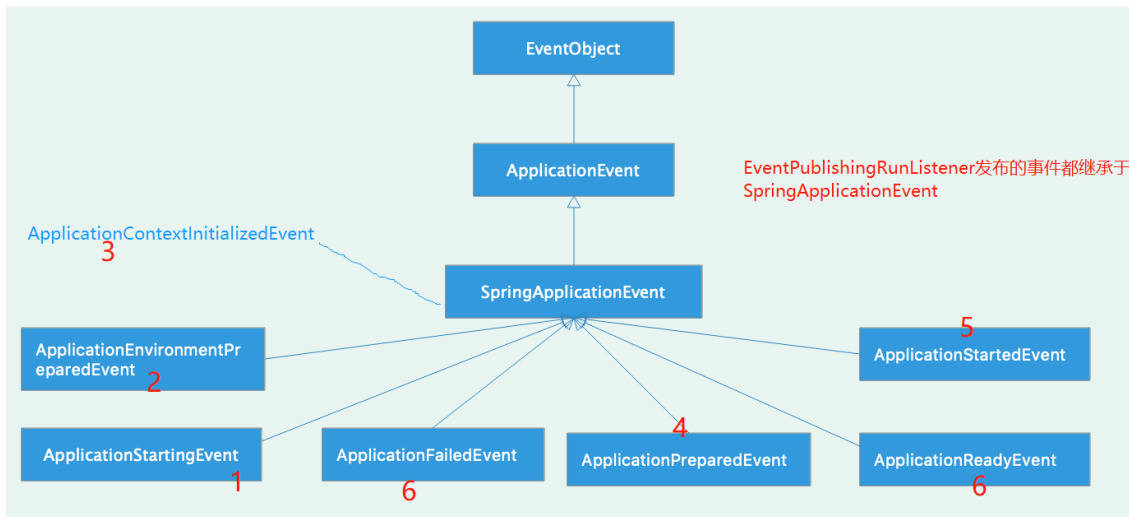 EventObject
ApplicationEvent
EventPublishingRunListener发布的事件都继承于
SpringApplicationEvent
ApplicationContextInitializedEvent
3
SpringApplicationEvent
ApplicationEnvironmentPr
eparedEvent
2
5
ApplicationStartedEvent
ApplicationStartingEvent
1
ApplicationFailedEvent
6
4
ApplicationPreparedEvent
ApplicationReadyEvent
6